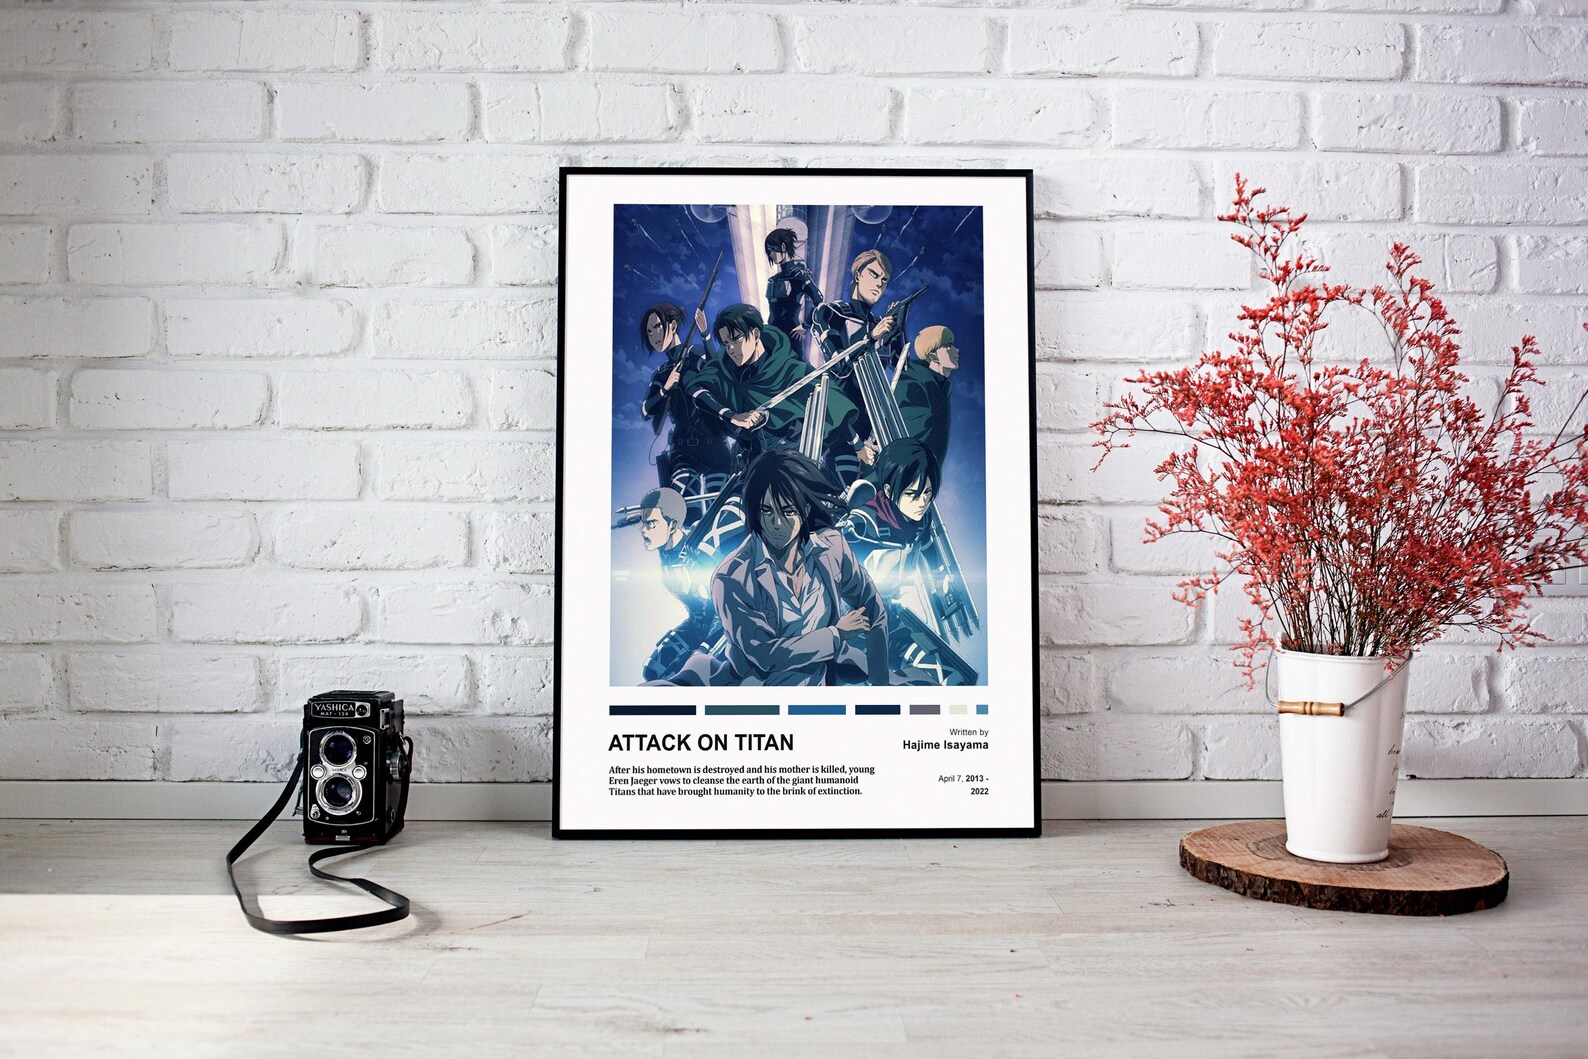 YASHICA
MAT-124
ATTACK ON TITAN
Written by
Hajime Isayama
After his hometown is destroyed and his mother is killed, young
Eren Jaeger vows to cleanse the earth of the giant humanoid
Titans that have brought humanity to the brink of extinction.
April 7, 2013 -
2022